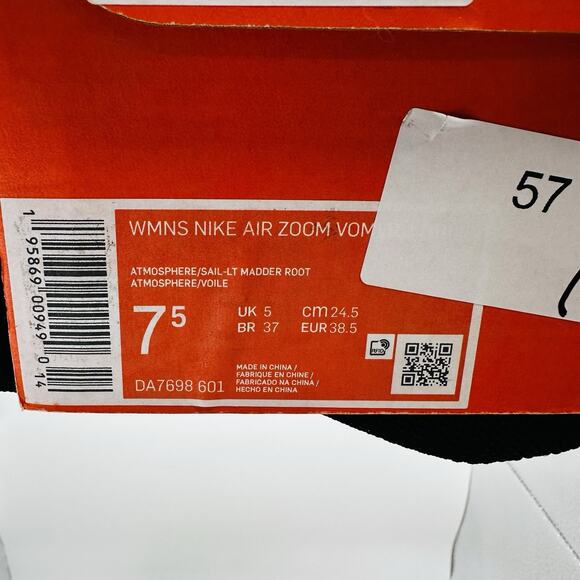 57
WMNS NIKE AIR ZOOM VOM
ATMOSPHERE/SAIL-LT MADDER ROOT
ATMOSPHERE/VOILE
7⁵
UK 5 cm 24.5
BR 37 EUR 38.5
MADE IN CHINA /
FABRIQUE EN CHINE /
FABRICADO NA CHINA /
HECHO EN CHINA
DA7698 601
RFID
1 95869 00949 0 14